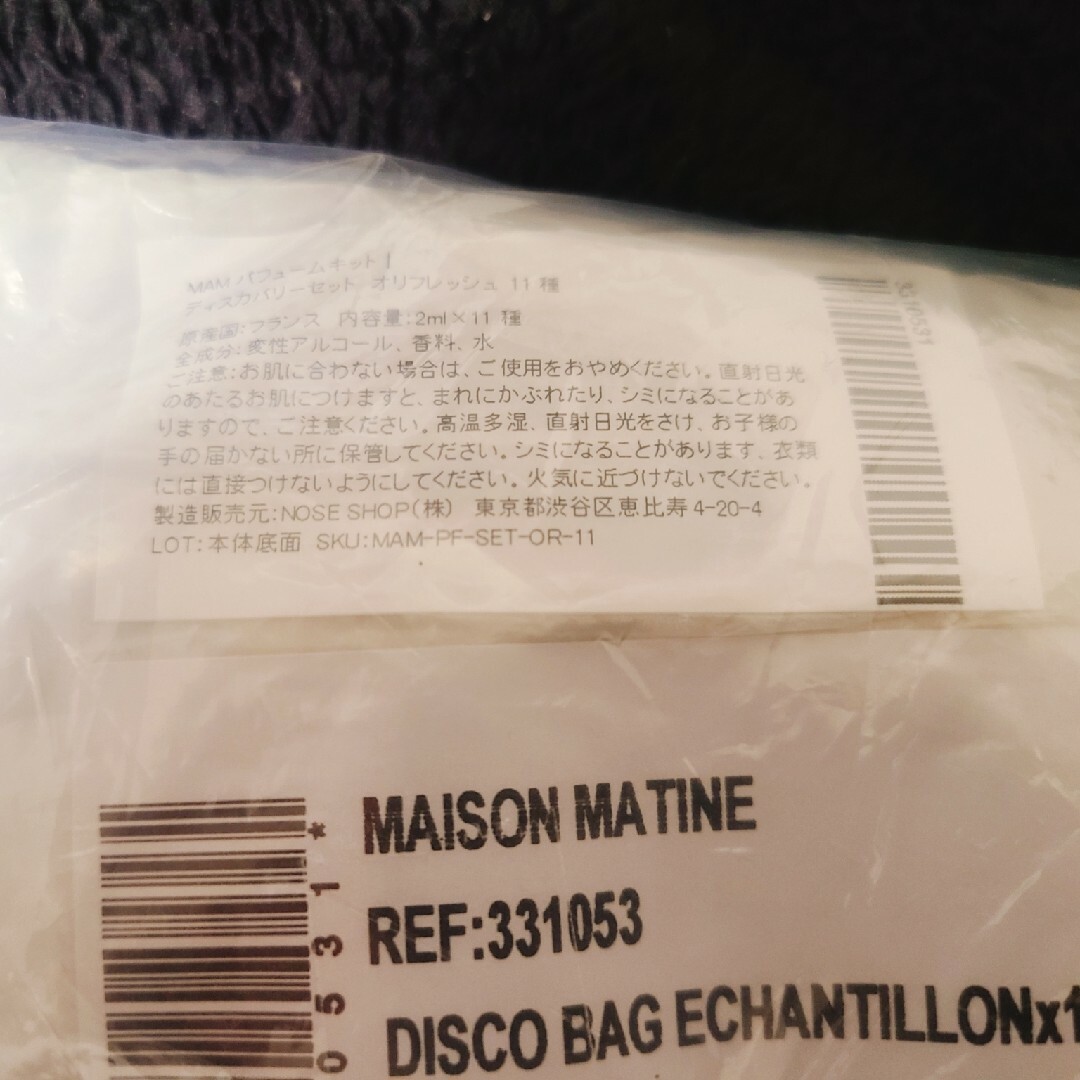 MAM パフュームキット
ディスカバリーセット オリフレッシュ 11 種
原産国:フランス 内容量:2ml×11 種
全成分:変性アルコール、香料、水
ご注意:お肌に合わない場合は、ご使用をおやめください。直射日光
のあたるお肌につけますと、まれにかぶれたり、シミになることがあ
りますので、ご注意ください。高温多湿、直射日光をさけ、お子様の
手の届かない所に保管してください。シミになることがあります、衣類
には直接つけないようにしてください。火気に近づけないでください。
製造販売元:NOSE SHOP(株) 東京都渋谷区恵比寿 4-20-4
LOT:本体底面 SKU:MAM-PF-SET-OR-11
MAISON MATINE
REF:331053
DISCO BAG ECHANTILLONx1
0531*